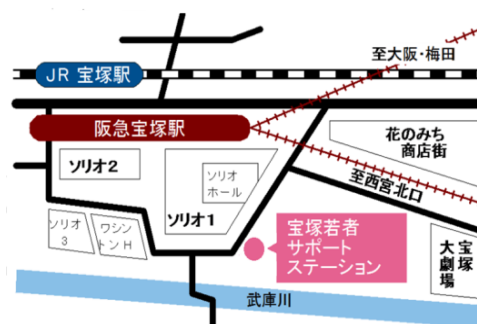 至大阪・梅田
JR 宝塚駅
阪急宝塚駅
花のみち
商店街
ソリオ2
ソリオ
ホール
至西宮北口
ソリオ1
ソリオ
3
ワシン
トンH
宝塚若者
サポート
ステーション
宝塚
大劇場
武庫川